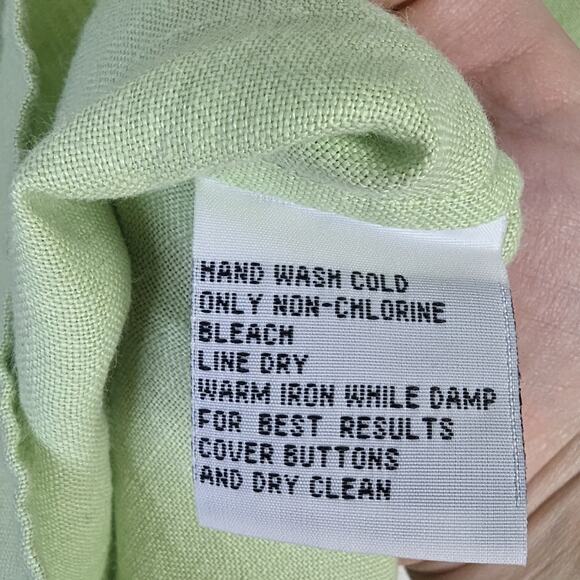 HAND WASH COLD
ONLY NON-CHLORINE
BLEACH
LINE DRY
WARM IRON WHILE DAMP
FOR BEST RESULTS
COVER BUTTONS
AND DRY CLEAN